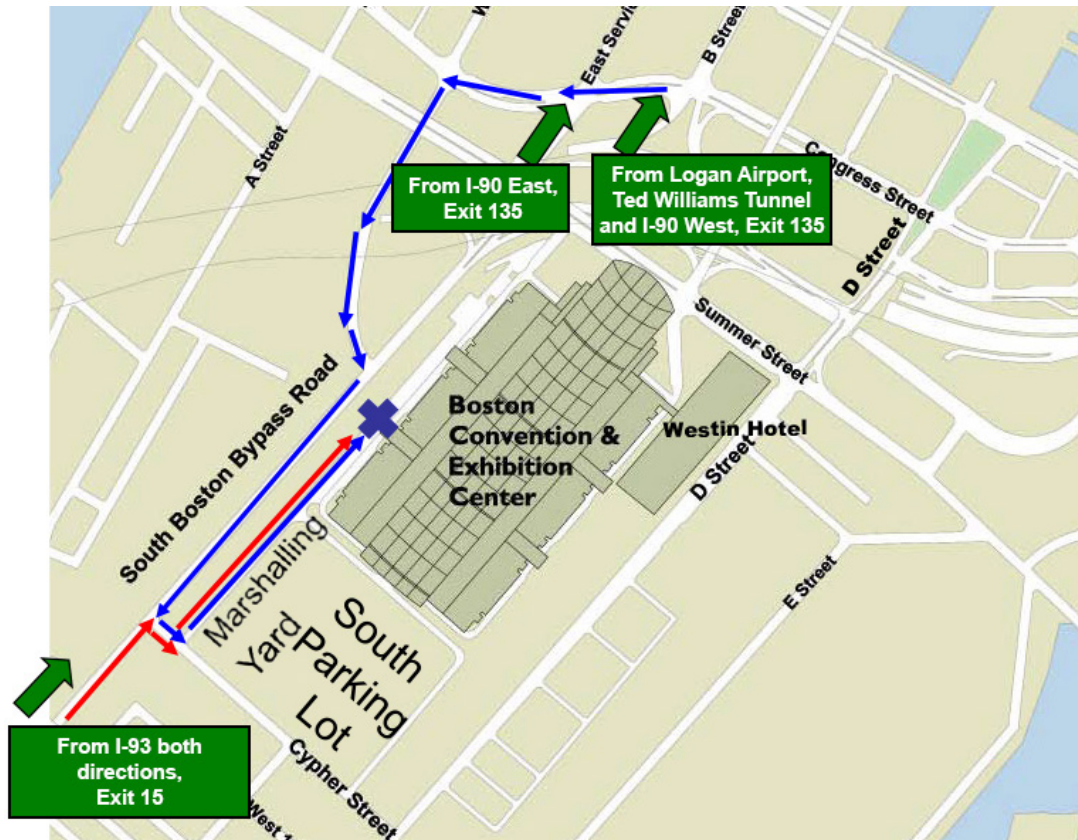 W
East Servic
B Street
A Street
Congress Street
From I-90 East,
Exit 135
From Logan Airport,
Ted Williams Tunnel
and I-90 West, Exit 135
D Street
Summer Street
South Boston Bypass Road
Boston
Convention &
Exhibition
Center
Westin Hotel
D Street
E Street
Marshalling
Yard
South
Parking
Lot
From I-93 both
directions,
Exit 15
Cypher Street
West 1